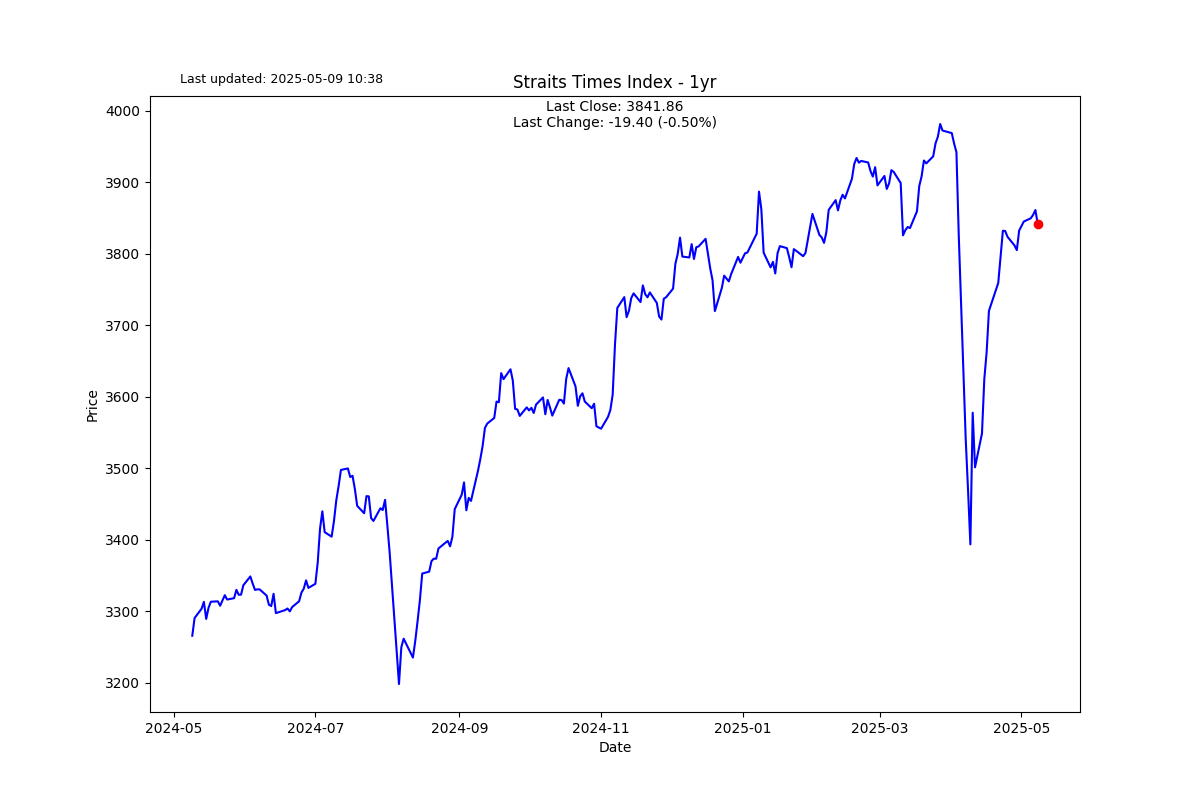 Last updated: 2025-05-09 10:38
Straits Times Index - 1yr
Last Close: 3841.86
Last Change: -19.40 (-0.50%)
4000
3900
3800
3700
3600
3500
3400
3300
3200
Price
2024-05
2024-07
2024-09
2024-11
2025-01
2025-03
2025-05
Date